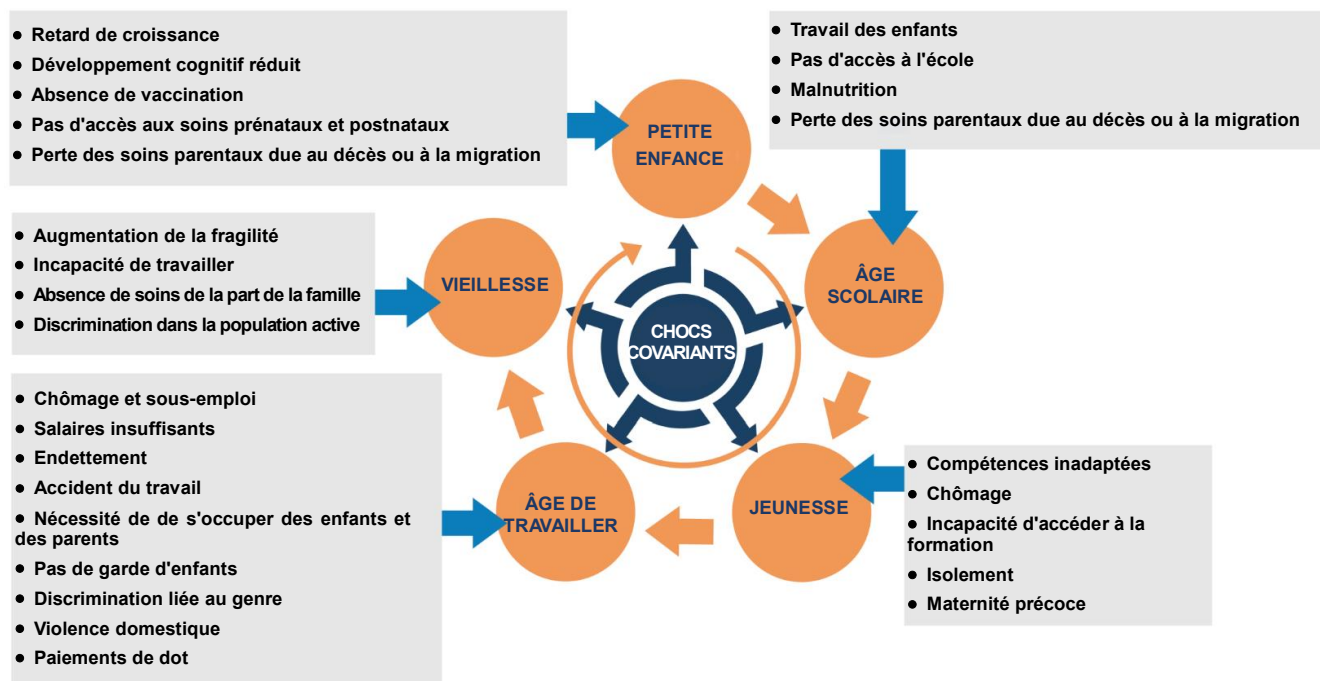 ● Retard de croissance
● Développement cognitif réduit
● Absence de vaccination
● Pas d'accès aux soins prénataux et postnataux
● Perte des soins parentaux due au décès ou à la migration
● Travail des enfants
● Pas d'accès à l'école
● Malnutrition
● Perte des soins parentaux due au décès ou à la migration
PETITE
ENFANCE
● Augmentation de la fragilité
● Incapacité de travailler
● Absence de soins de la part de la famille
● Discrimination dans la population active
VIEILLESSE
ÂGE
SCOLAIRE
CHOCS
COVARIANTS
● Chômage et sous-emploi
● Salaires insuffisants
● Endettement
● Accident du travail
● Nécessité de de s'occuper des enfants et
des parents
● Pas de garde d'enfants
● Discrimination liée au genre
● Violence domestique
● Paiements de dot
ÂGE DE
TRAVAILLER
JEUNESSE
● Compétences inadaptées
● Chômage
● Incapacité d'accéder à la
formation
● Isolement
● Maternité précoce